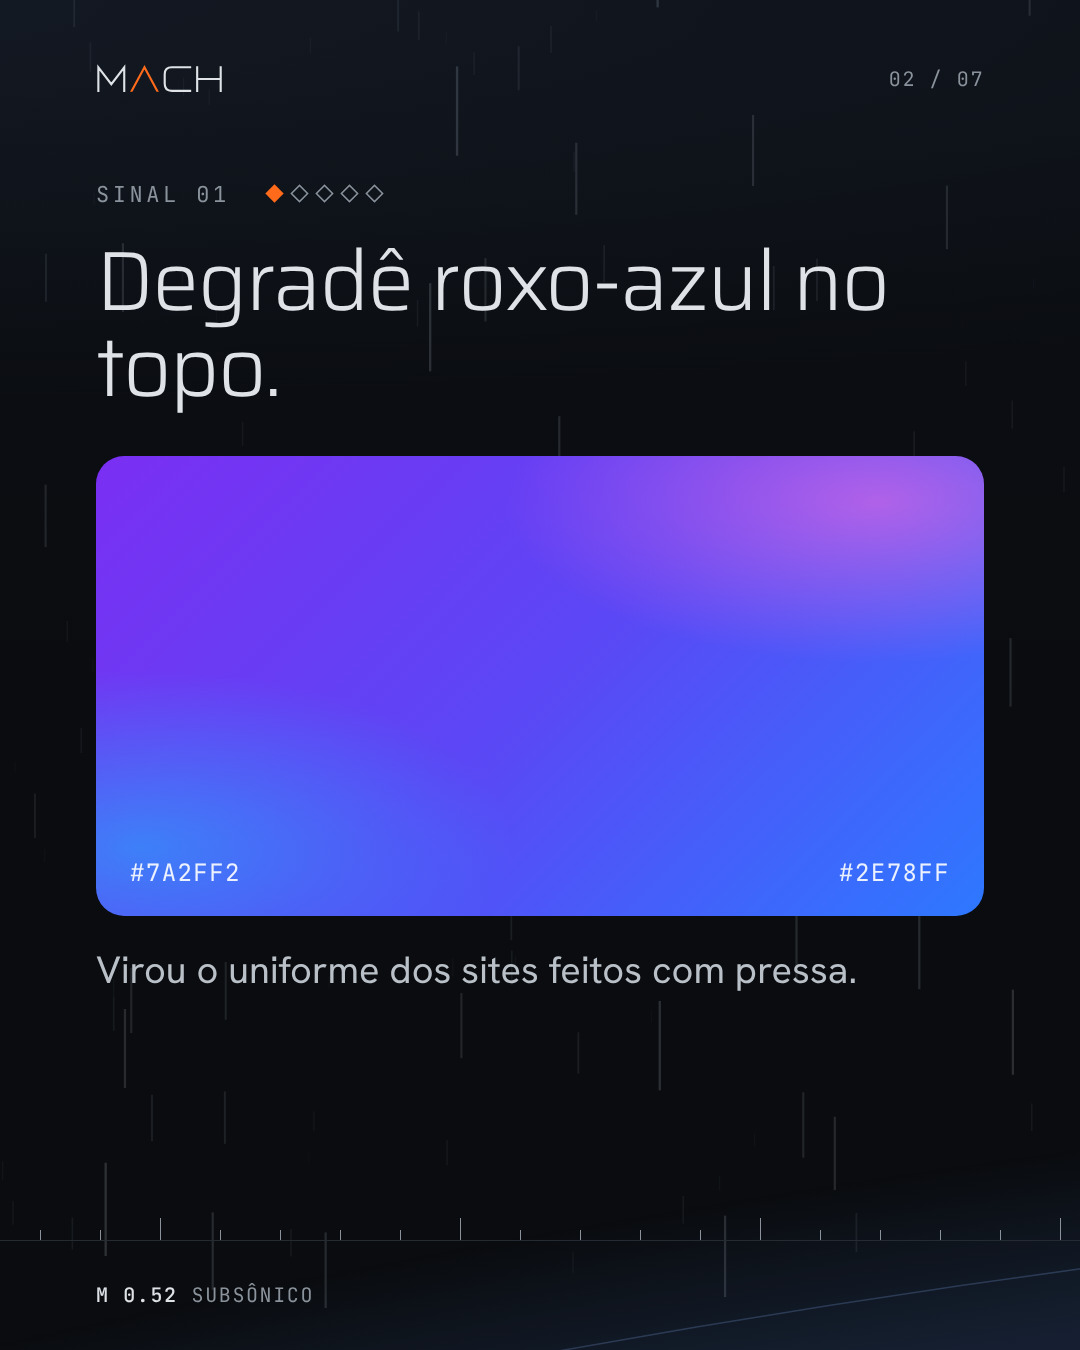 MACH
02 / 07
SINAL 01
Degradê roxo-azul no
topo.
#7A2FF2
#2E78FF
Virou o uniforme dos sites feitos com pressa.
M 0.52 SUBSÔNICO